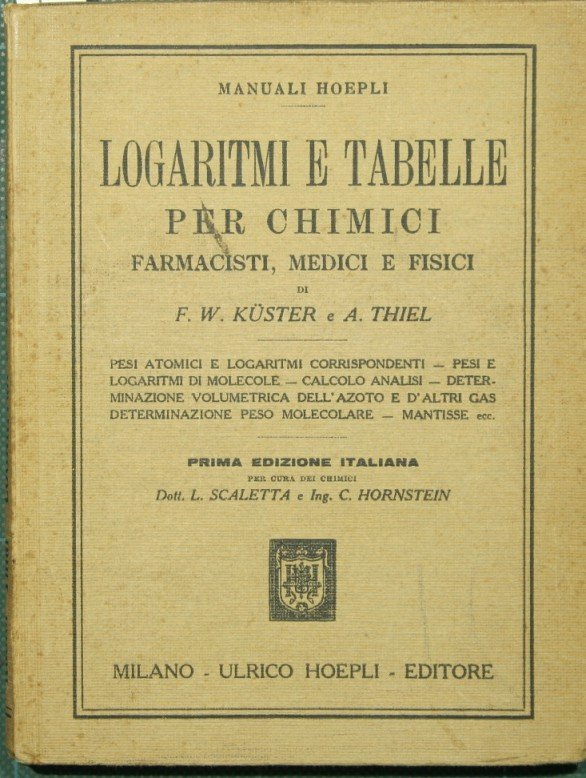 MANUALI HOEPLI
LOGARITMI E TABELLE
PER CHIMICI
FARMACISTI, MEDICI E FISICI
DI
F. W. KÜSTER e A. THIEL
PESI ATOMICI E LOGARITMI CORRISPONDENTI — PESI E
LOGARITMI DI MOLECOLE — CALCOLO ANALISI — DETER-
MINAZIONE VOLUMETRICA DELL'AZOTO E D'ALTRI GAS
DETERMINAZIONE PESO MOLECOLARE — MANTISSE ecc.
PRIMA EDIZIONE ITALIANA
PER CURA DEI CHIMICI
Dott. L. SCALETTA e Ing. C. HORNSTEIN
MILANO - ULRICO HOEPLI - EDITORE